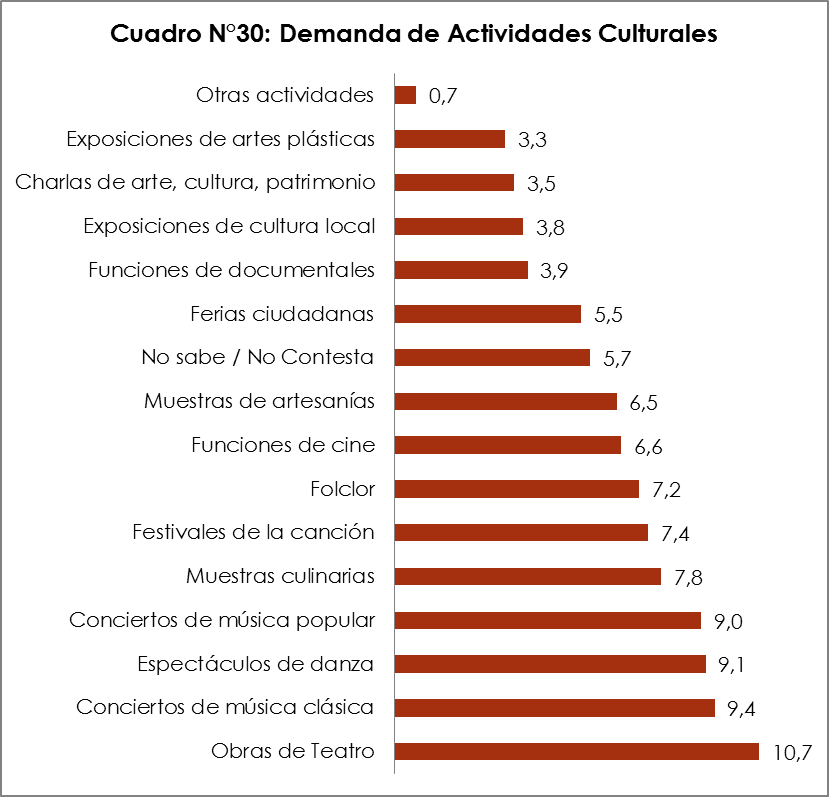 Cuadro N°30: Demanda de Actividades Culturales
Otras actividades 0,7
Exposiciones de artes plásticas 3,3
Charlas de arte, cultura, patrimonio 3,5
Exposiciones de cultura local 3,8
Funciones de documentales 3,9
Ferias ciudadanas 5,5
No sabe / No Contesta 5,7
Muestras de artesanías 6,5
Funciones de cine 6,6
Folclor 7,2
Festivales de la canción 7,4
Muestras culinarias 7,8
Conciertos de música popular 9,0
Espectáculos de danza 9,1
Conciertos de música clásica 9,4
Obras de Teatro 10,7